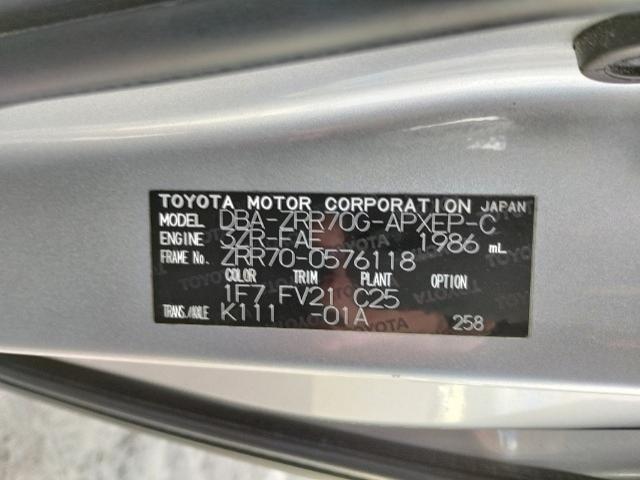 TOYOTA MOTOR CORPORATION JAPAN
MODEL DBA-ZRR70G-APXEP-C
ENGINE 3ZR-FAE 1986 mL
FRAME No. ZRR70-0576118
COLOR TRIM PLANT OPTION
1F7 FV21 C25
TRANS./AXLE K111 -01A 258